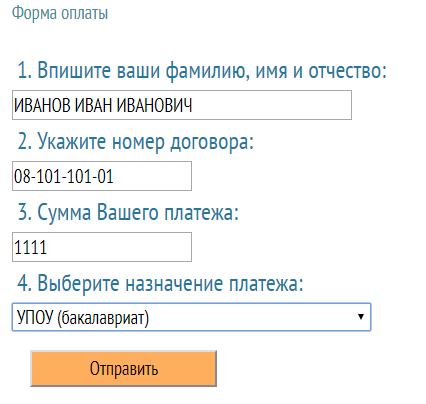 Форма оплаты
1. Впишите ваши фамилию, имя и отчество:
ИВАНОВ ИВАН ИВАНОВИЧ
2. Укажите номер договора:
08-101-101-01
3. Сумма Вашего платежа:
1111
4. Выберите назначение платежа:
УПОУ (бакалавриат)
Отправить